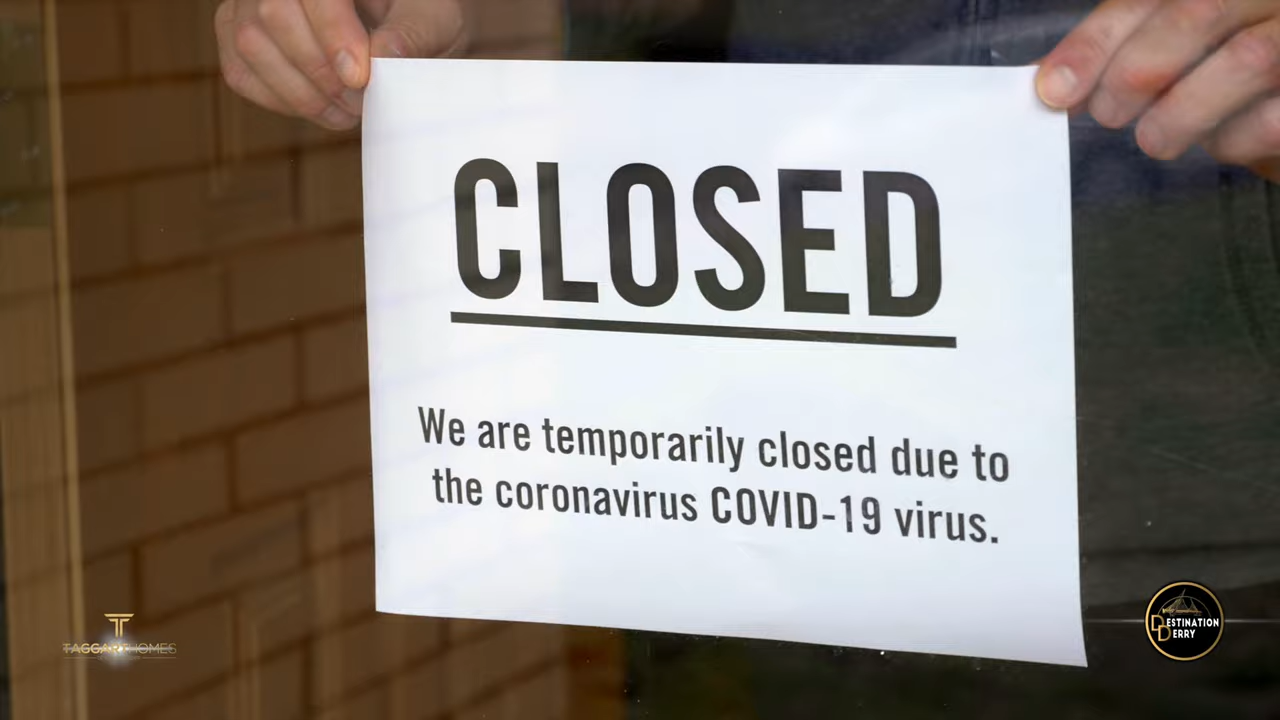 CLOSED
We are temporarily closed due to
the coronavirus COVID-19 virus.
TAGGART HOMES
DESTINATION
DERRY